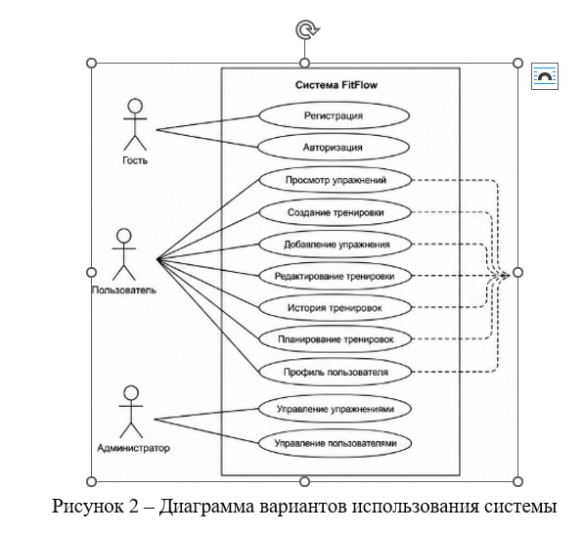 Система FitFlow
Регистрация
Авторизация
Гость
Просмотр упражнений
Создание тренировки
Добавление упражнения
Редактирование тренировки
История тренировок
Планирование тренировок
Профиль пользователя
Пользователь
Управление упражнениями
Управление пользователями
Администратор
Рисунок 2 – Диаграмма вариантов использования системы